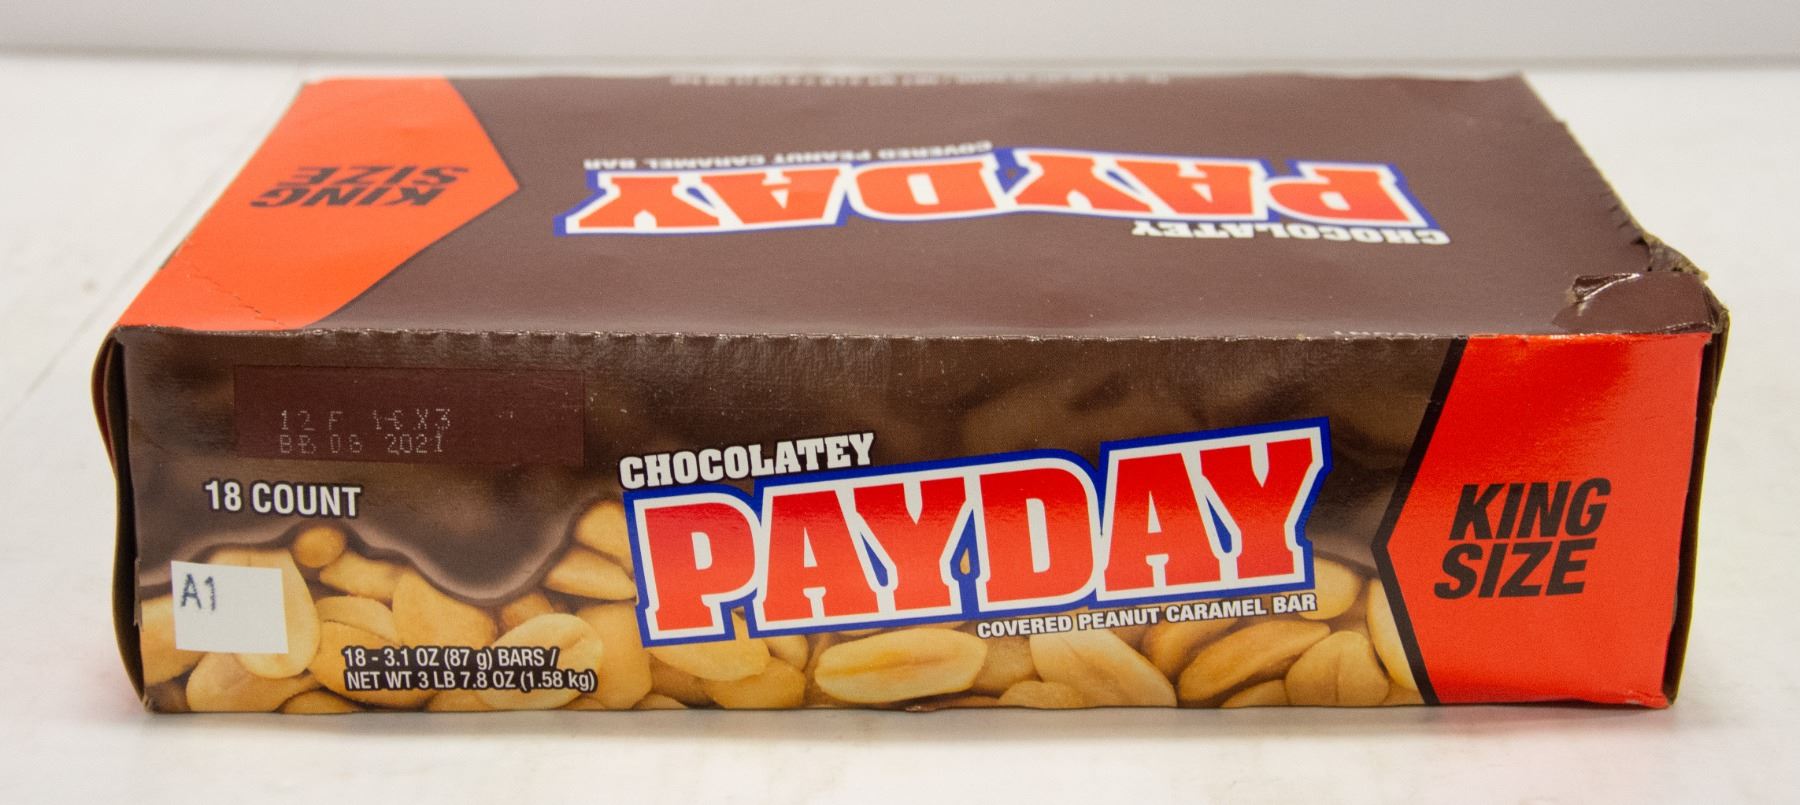 KING
SIZE
CHOCOLATEY
PAYDAY
COVERED PEANUT CARAMEL BAR
12 F X3
BB 08 2021
18 COUNT
CHOCOLATEY
PAYDAY
COVERED PEANUT CARAMEL BAR
KING
SIZE
A1
18 - 3.1 OZ (87 g) BARS /
NET WT 3 LB 7.8 OZ (1.58 kg)